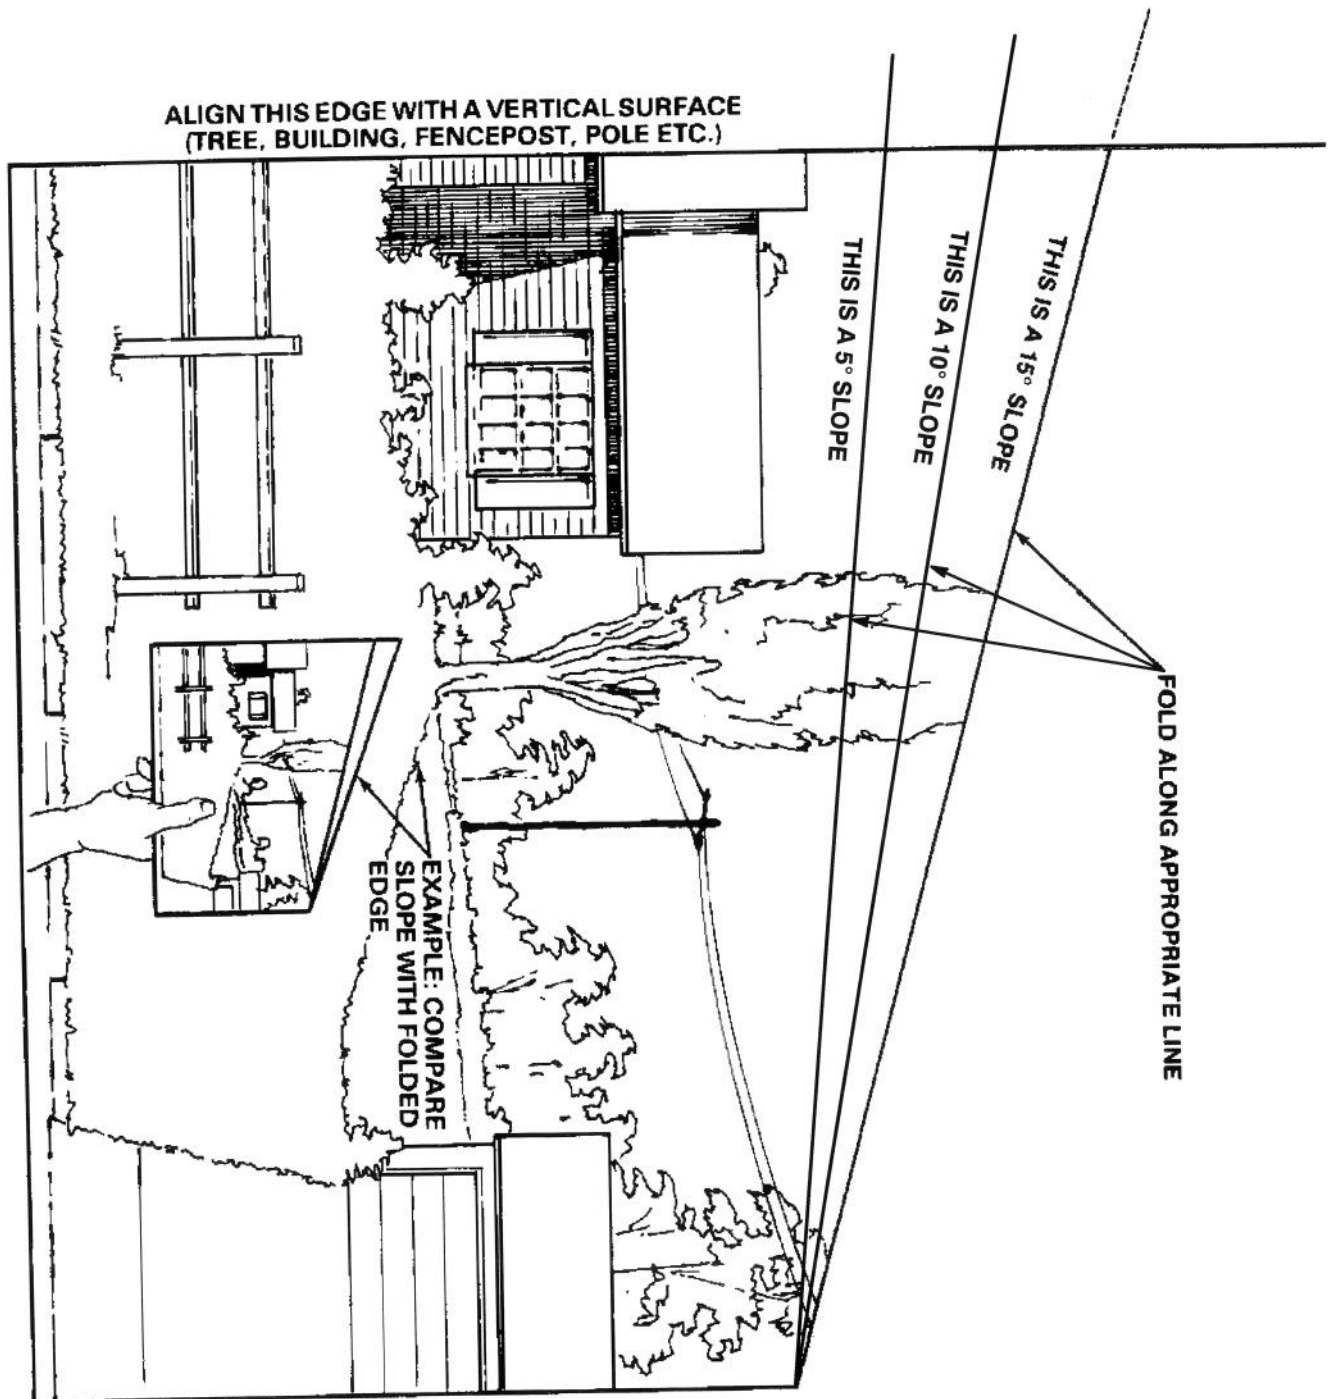 ALIGN THIS EDGE WITH A VERTICAL SURFACE
(TREE, BUILDING, FENCEPOST, POLE ETC.)
THIS IS A 5° SLOPE
THIS IS A 10° SLOPE
THIS IS A 15° SLOPE
FOLD ALONG APPROPRIATE LINE
EXAMPLE: COMPARE
SLOPE WITH FOLDED
EDGE